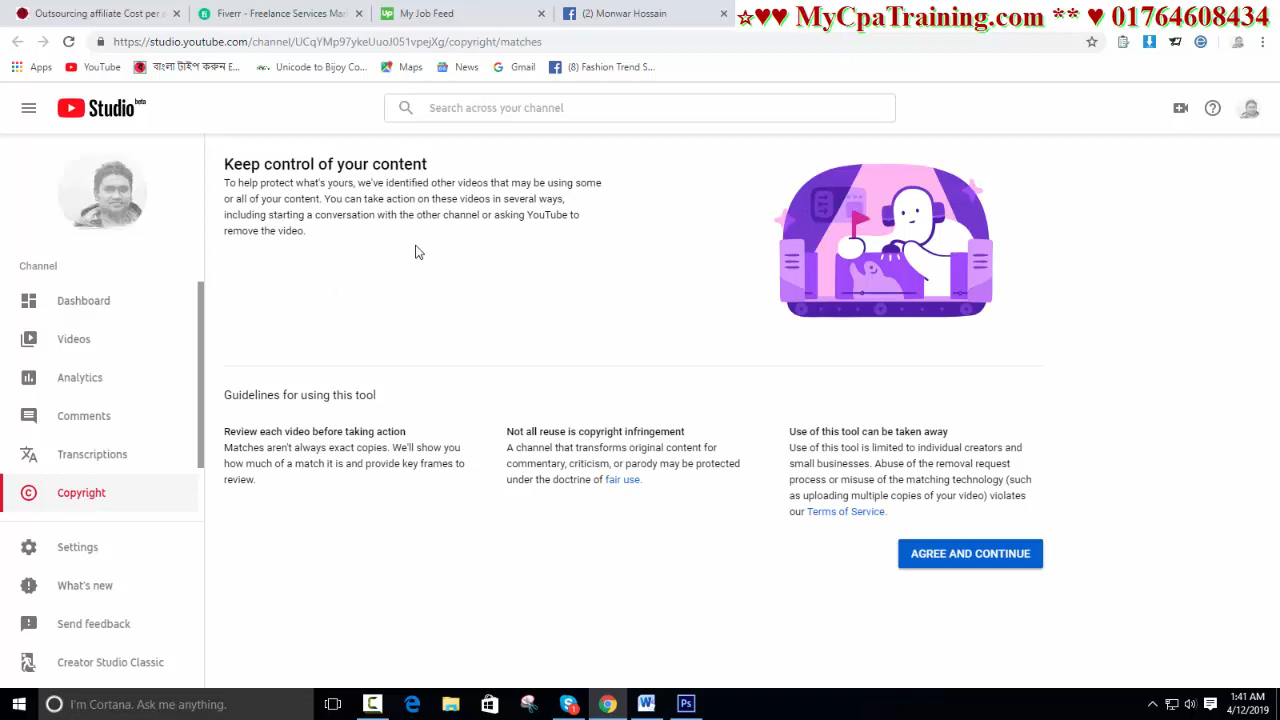 Outsourcing affiliate Cost per a
Fiverr - Freelance Services Mar
My Job Feed
(2) Monwar Hossain
☆♥♥ MyCpaTraining.com ** ♥ 01764608434
https://studio.youtube.com/channel/UCqYMp97ykeUuoJ051vpejXg/copyright/matches
Apps
YouTube
বাংলা টাইপ করুন E...
Unicode to Bijoy Co...
Maps
News
Gmail
(8) Fashion Trend S...
Studio beta
Search across your channel
Keep control of your content
To help protect what's yours, we've identified other videos that may be using some
or all of your content. You can take action on these videos in several ways,
including starting a conversation with the other channel or asking YouTube to
remove the video.
Channel
Dashboard
Videos
Analytics
Comments
Transcriptions
Copyright
Settings
What's new
Send feedback
Creator Studio Classic
Guidelines for using this tool
Review each video before taking action
Matches aren't always exact copies. We'll show you
how much of a match it is and provide key frames to
review.
Not all reuse is copyright infringement
A channel that transforms original content for
commentary, criticism, or parody may be protected
under the doctrine of fair use.
Use of this tool can be taken away
Use of this tool is limited to individual creators and
small businesses. Abuse of the removal request
process or misuse of the matching technology (such
as uploading multiple copies of your video) violates
our Terms of Service.
AGREE AND CONTINUE
I'm Cortana. Ask me anything.
1:41 AM
4/12/2019